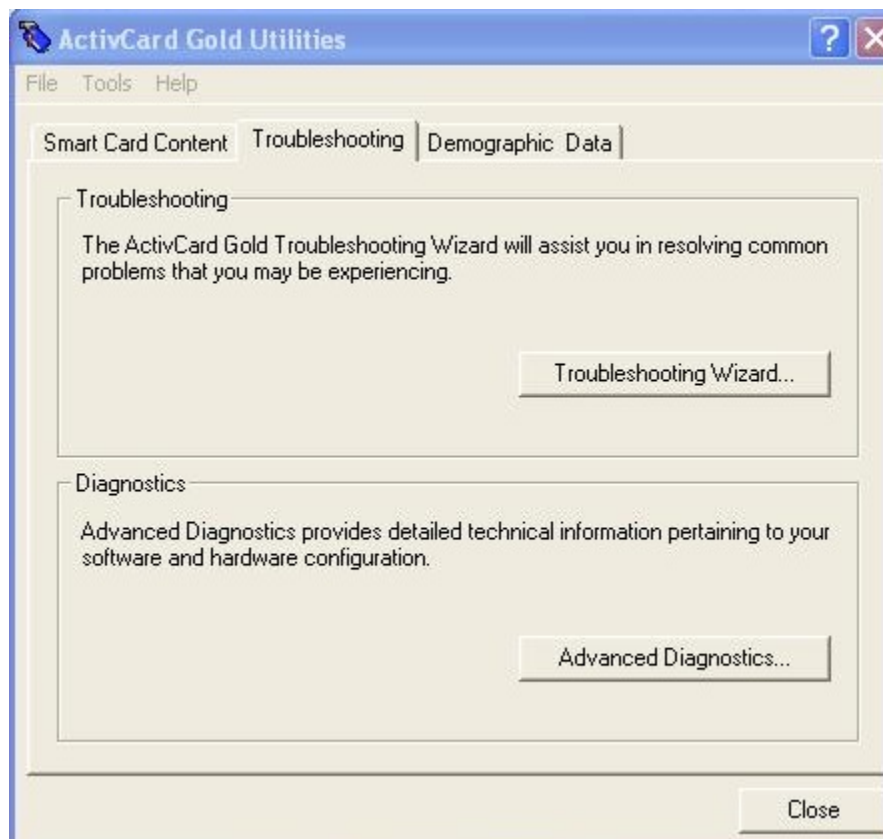 ActivCard Gold Utilities
File Tools Help
Smart Card Content Troubleshooting Demographic Data
Troubleshooting
The ActivCard Gold Troubleshooting Wizard will assist you in resolving common
problems that you may be experiencing.
Troubleshooting Wizard...
Diagnostics
Advanced Diagnostics provides detailed technical information pertaining to your
software and hardware configuration.
Advanced Diagnostics...
Close